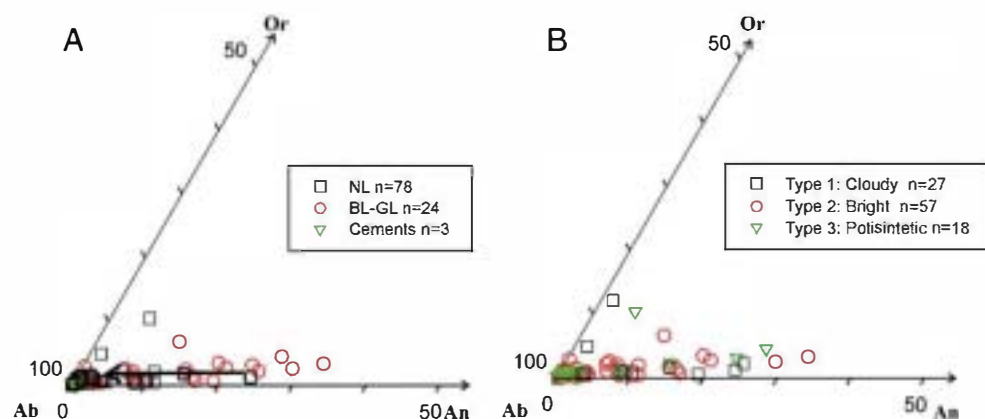 A
Or
50
NL n=78
BL-GL n=24
Cements n=3
100
Ab
0
50
An
B
Or
50
Type 1: Cloudy n=27
Type 2: Bright n=57
Type 3: Polisintetic n=18
100
Ab
0
50
An